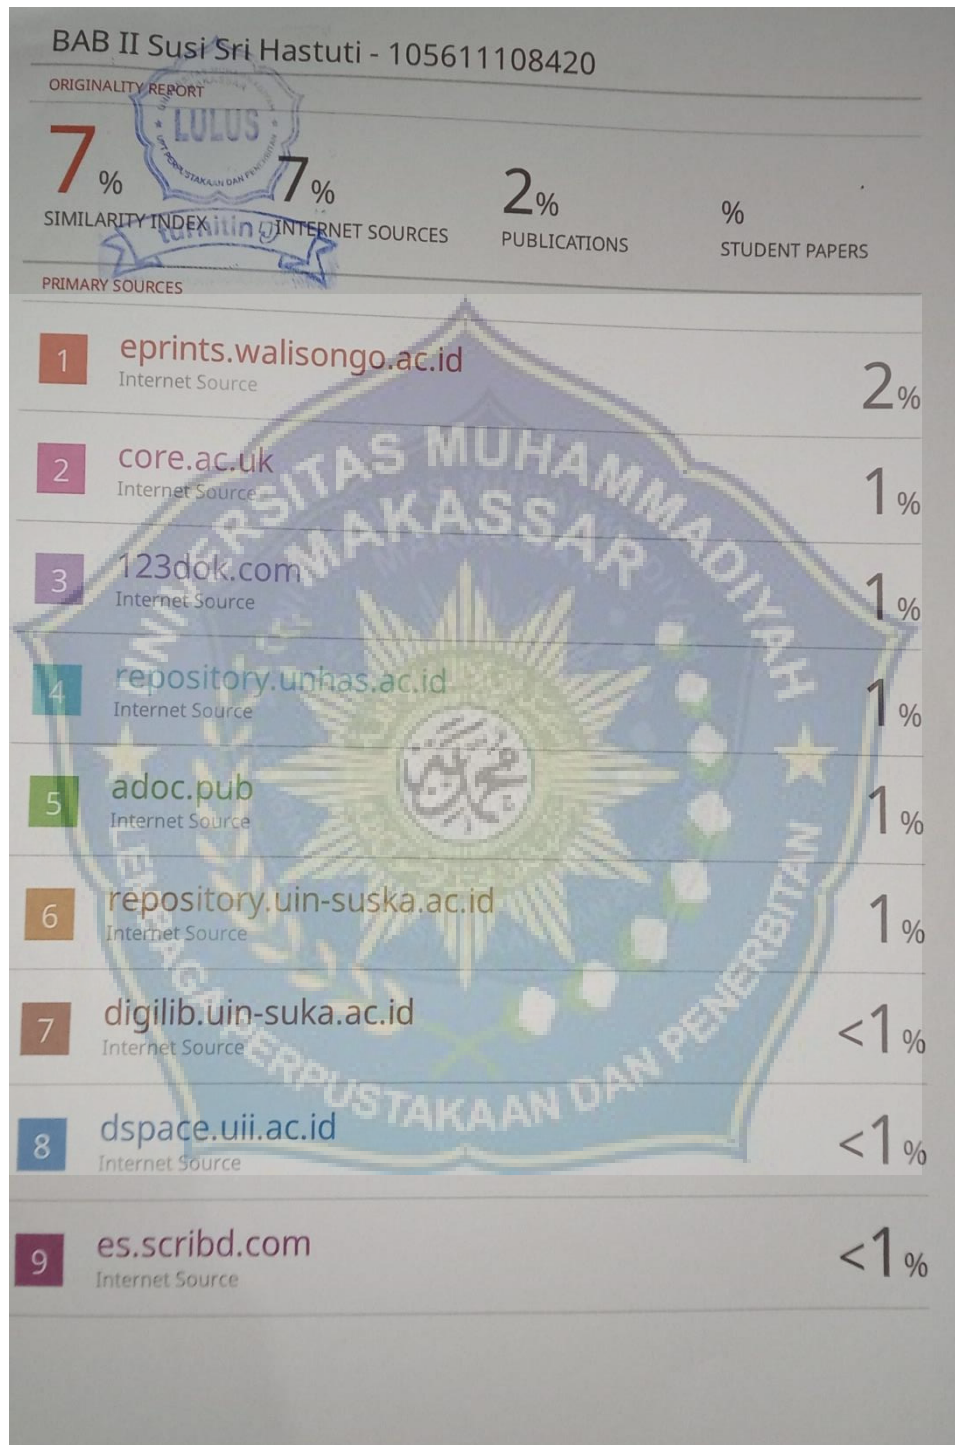 BAB II Susi Sri Hastuti - 105611108420
ORIGINALITY REPORT
LULUS
UPT PERPUSTAKAAN DAN PENERBITAN
turnitin
7%
SIMILARITY INDEX
7%
INTERNET SOURCES
2%
PUBLICATIONS
%
STUDENT PAPERS
PRIMARY SOURCES
1 eprints.walisongo.ac.id 2%
Internet Source
2 core.ac.uk 1%
Internet Source
3 123dok.com 1%
Internet Source
4 repository.unhas.ac.id 1%
Internet Source
5 adoc.pub 1%
Internet Source
6 repository.uin-suska.ac.id 1%
Internet Source
7 digilib.uin-suka.ac.id <1%
Internet Source
8 dspace.uii.ac.id <1%
Internet Source
9 es.scribd.com <1%
Internet Source
UNIVERSITAS MUHAMMADIYAH
MAKASSAR
LEMBAGA PERPUSTAKAAN DAN PENERBITAN